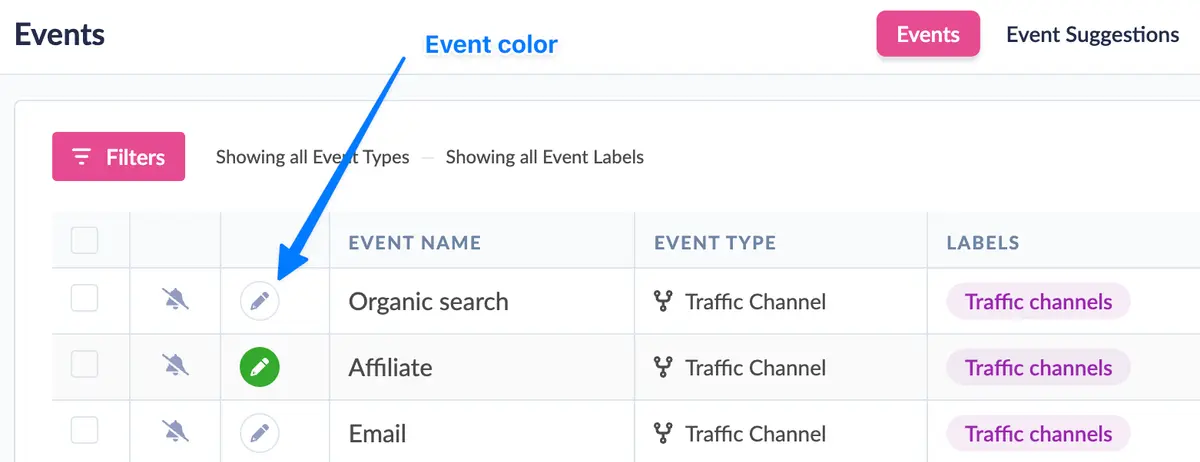 Events
Event color
Events
Event Suggestions
Filters
Showing all Event Types — Showing all Event Labels
EVENT NAME
EVENT TYPE
LABELS
Organic search
Traffic Channel
Traffic channels
Affiliate
Traffic Channel
Traffic channels
Email
Traffic Channel
Traffic channels